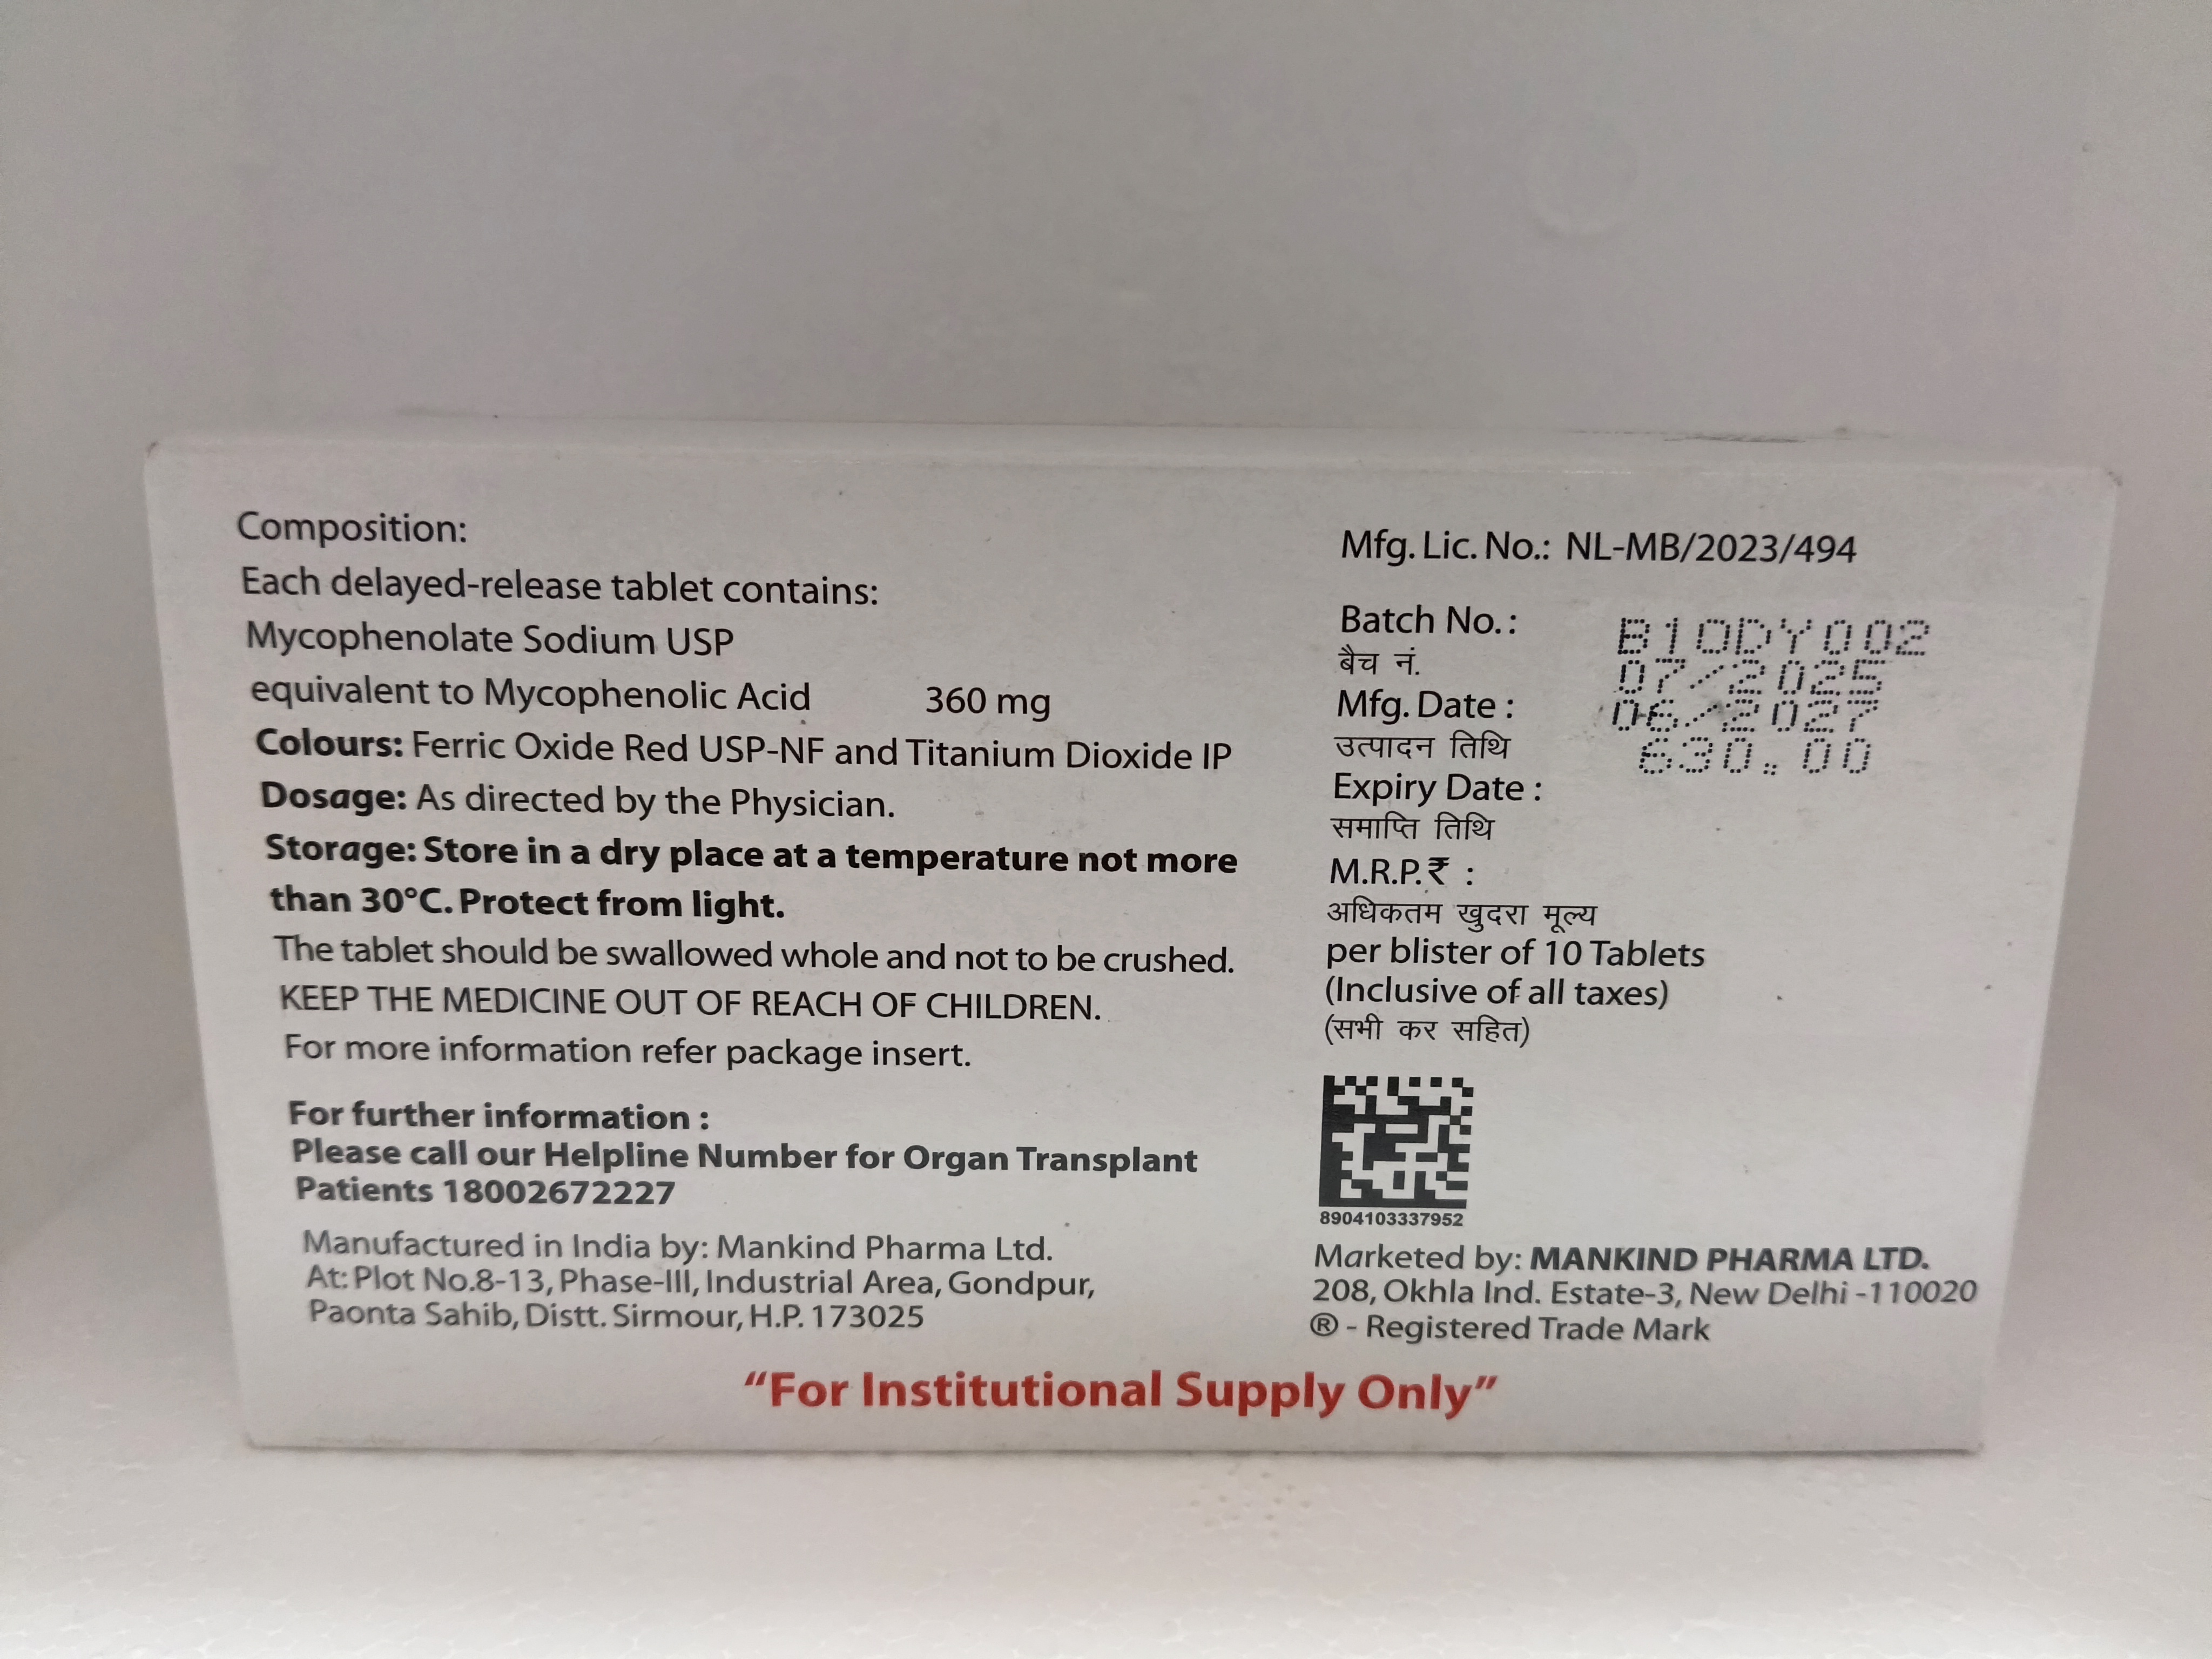 Composition:
Each delayed-release tablet contains:
Mycophenolate Sodium USP
equivalent to Mycophenolic Acid 360 mg
Colours: Ferric Oxide Red USP-NF and Titanium Dioxide IP
Dosage: As directed by the Physician.
Storage: Store in a dry place at a temperature not more
than 30°C. Protect from light.
The tablet should be swallowed whole and not to be crushed.
KEEP THE MEDICINE OUT OF REACH OF CHILDREN.
For more information refer package insert.
For further information :
Please call our Helpline Number for Organ Transplant
Patients 18002672227
Manufactured in India by: Mankind Pharma Ltd.
At: Plot No.8-13, Phase-III, Industrial Area, Gondpur,
Paonta Sahib, Distt. Sirmour, H.P. 173025
Mfg. Lic. No.: NL-MB/2023/494
Batch No. :
बैच नं.
Mfg. Date :
उत्पादन तिथि
Expiry Date :
समाप्ति तिथि
M.R.P.₹ :
अधिकतम खुदरा मूल्य
per blister of 10 Tablets
(Inclusive of all taxes)
(सभी कर सहित)
B10DY002
07/2025
06/2027
630.00
8904103337952
Marketed by: MANKIND PHARMA LTD.
208, Okhla Ind. Estate-3, New Delhi -110020
® - Registered Trade Mark
“For Institutional Supply Only”